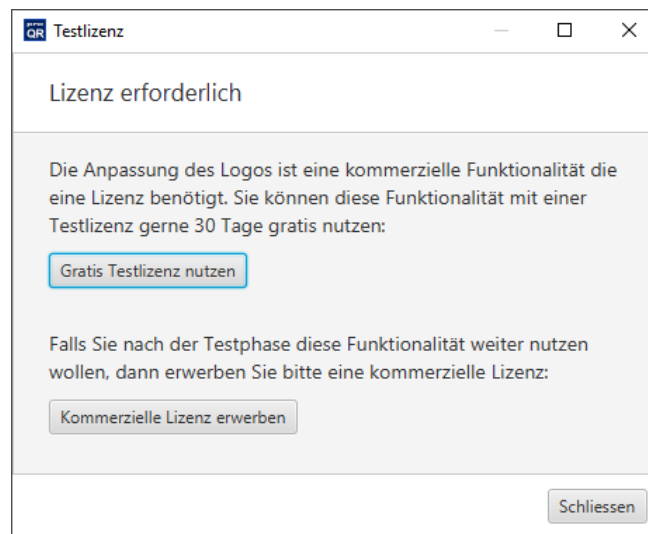 QR Testlizenz
Lizenz erforderlich
Die Anpassung des Logos ist eine kommerzielle Funktionalität die
eine Lizenz benötigt. Sie können diese Funktionalität mit einer
Testlizenz gerne 30 Tage gratis nutzen:
Gratis Testlizenz nutzen
Falls Sie nach der Testphase diese Funktionalität weiter nutzen
wollen, dann erwerben Sie bitte eine kommerzielle Lizenz:
Kommerzielle Lizenz erwerben
Schliessen